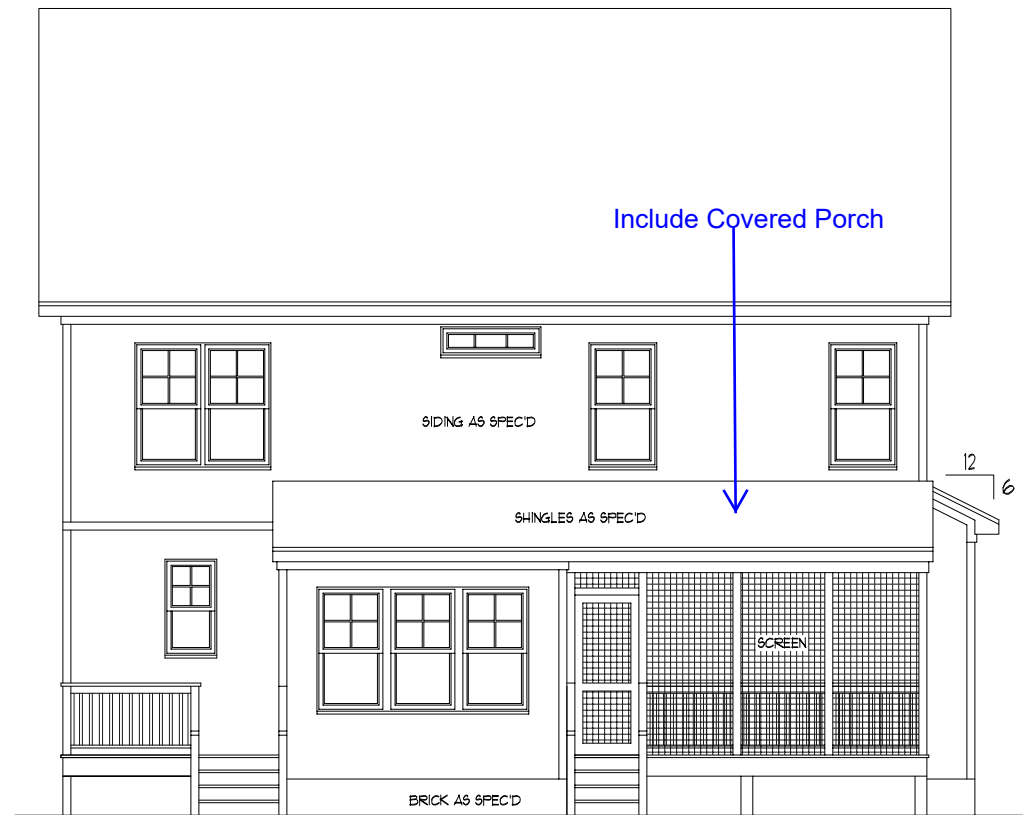 Include Covered Porch
SIDING AS SPEC'D
12
6
SHINGLES AS SPEC'D
SCREEN
BRICK AS SPEC'D